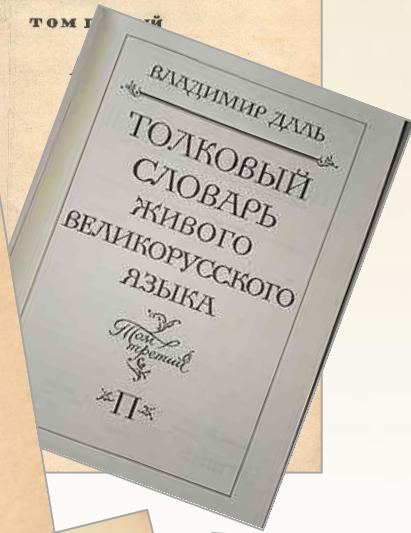 ТОМ
ВЛАДИМИР ДАЛЬ
ТОЛКОВЫЙ
СЛОВАРЬ
ЖИВОГО
ВЕЛИКОРУССКОГО
ЯЗЫКА
Том
третий
П